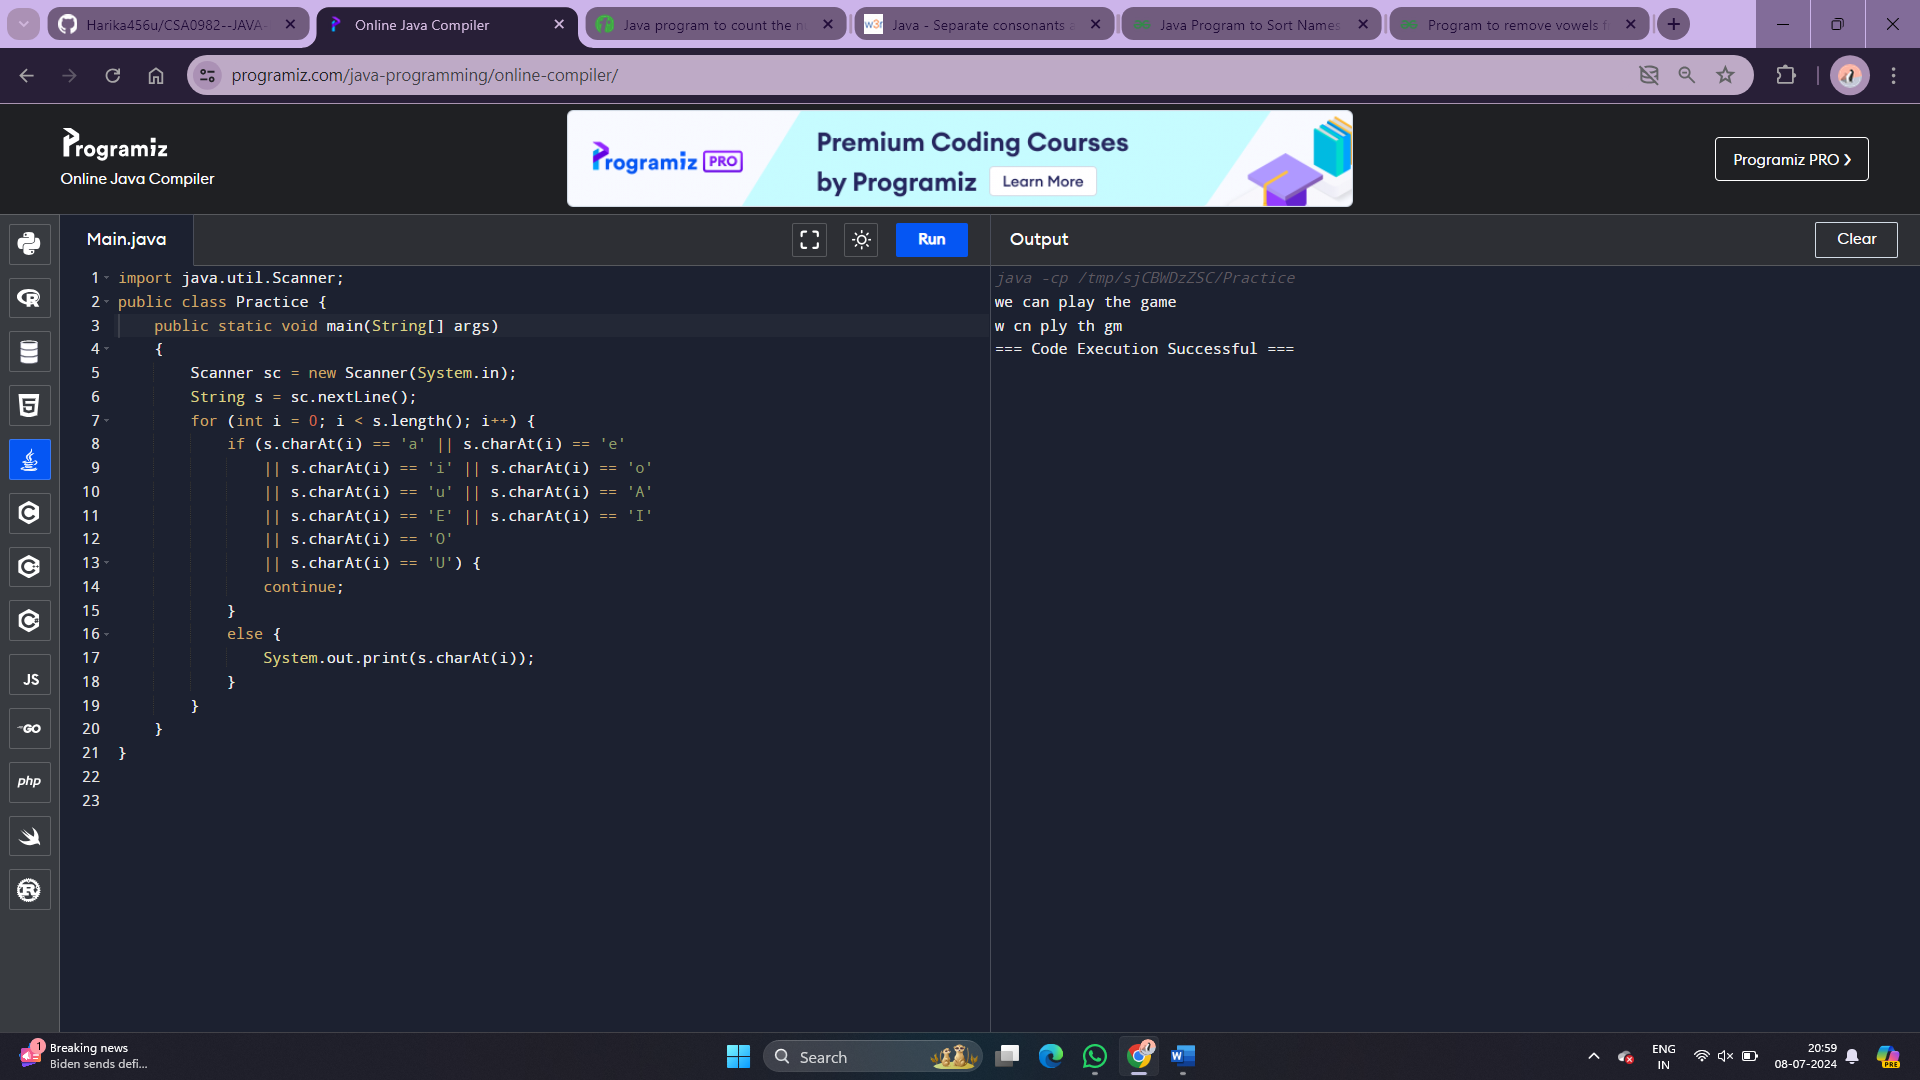 Harika456u/CSA0982--JAVA-
Online Java Compiler
Java program to count the n
w3r Java - Separate consonants a
Java Program to Sort Names
Program to remove vowels f
programiz.com/java-programming/online-compiler/
Programiz
Online Java Compiler
Programiz PRO
Premium Coding Courses
by Programiz
Learn More
Programiz PRO
Main.java
Run
Output
Clear
1 import java.util.Scanner;
2 public class Practice {
3 public static void main(String[] args)
4 {
5 Scanner sc = new Scanner(System.in);
6 String s = sc.nextLine();
7 for (int i = 0; i < s.length(); i++) {
8 if (s.charAt(i) == 'a' || s.charAt(i) == 'e'
9 || s.charAt(i) == 'i' || s.charAt(i) == 'o'
10 || s.charAt(i) == 'u' || s.charAt(i) == 'A'
11 || s.charAt(i) == 'E' || s.charAt(i) == 'I'
12 || s.charAt(i) == 'O'
13 || s.charAt(i) == 'U') {
14 continue;
15 }
16 else {
17 System.out.print(s.charAt(i));
18 }
19 }
20 }
21 }
22
23
java -cp /tmp/sjCBWDzZSC/Practice
we can play the game
w cn ply th gm
=== Code Execution Successful ===
R
5
C
C
C
JS
GO
php
R
1
Breaking news
Biden sends defi...
Search
W
ENG
IN
20:59
08-07-2024
PRE